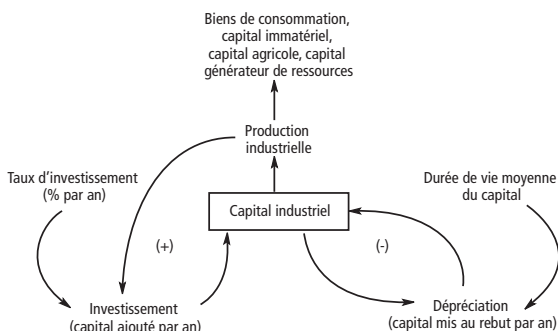 Biens de consommation,
capital immatériel,
capital agricole, capital
générateur de ressources
Production
industrielle
Taux d'investissement
(% par an)
Durée de vie moyenne
du capital
Capital industriel
(+)
(-)
Investissement
(capital ajouté par an)
Dépréciation
(capital mis au rebut par an)